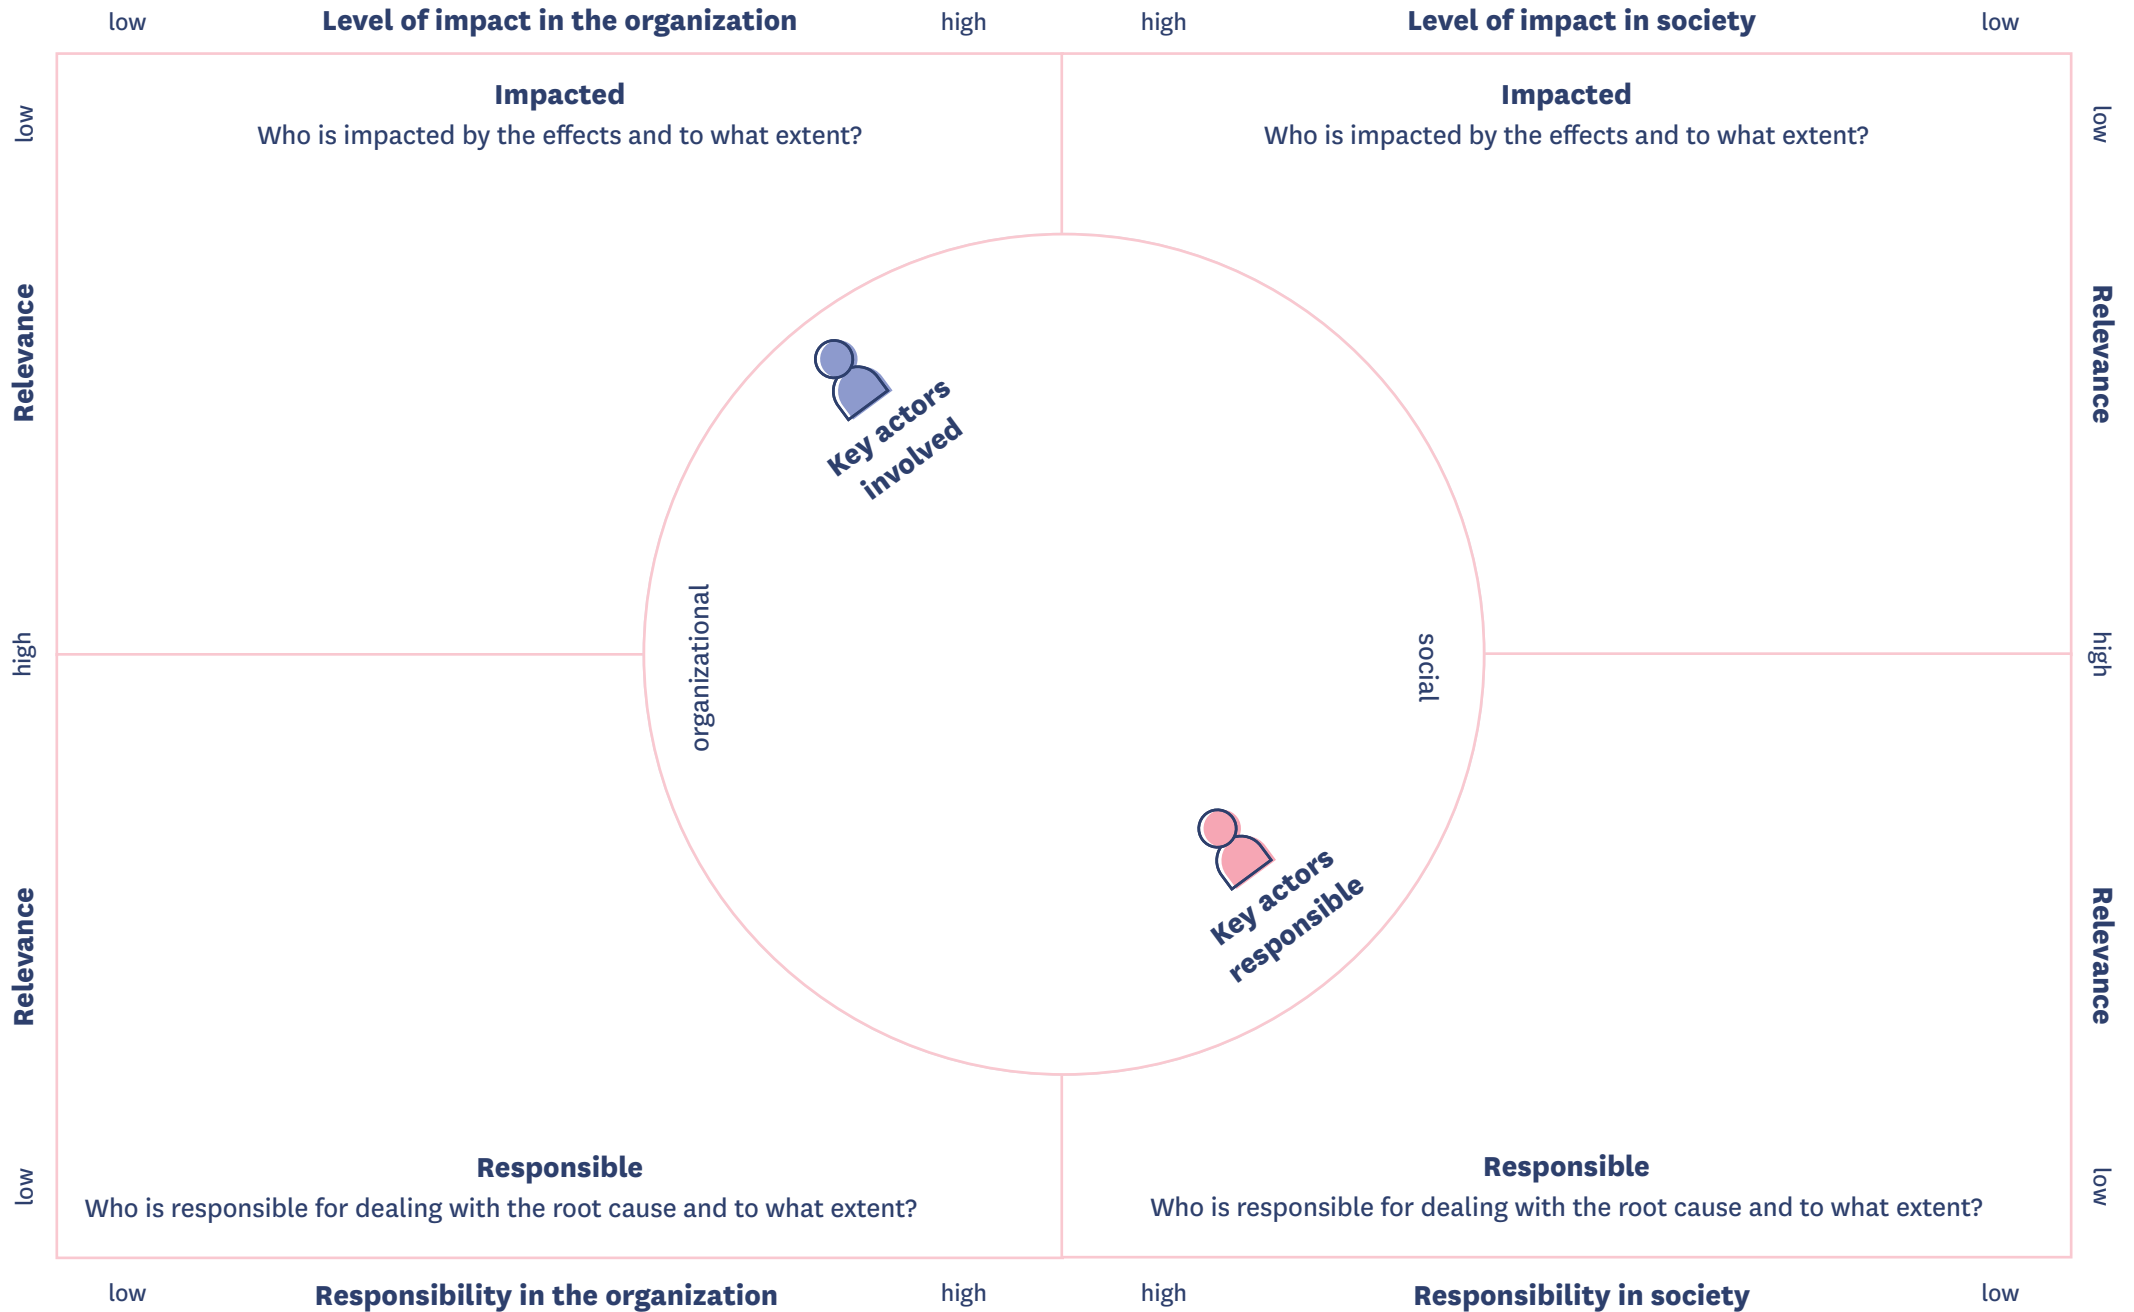 low Level of impact in the organization high high Level of impact in society low
Impacted
Who is impacted by the effects and to what extent?
Impacted
Who is impacted by the effects and to what extent?
low
Relevance
high
low
Relevance
high
Key actors
involved
organizational
social
Key actors
responsible
Relevance
low
Relevance
low
Responsible
Who is responsible for dealing with the root cause and to what extent?
Responsible
Who is responsible for dealing with the root cause and to what extent?
low Responsibility in the organization high high Responsibility in society low